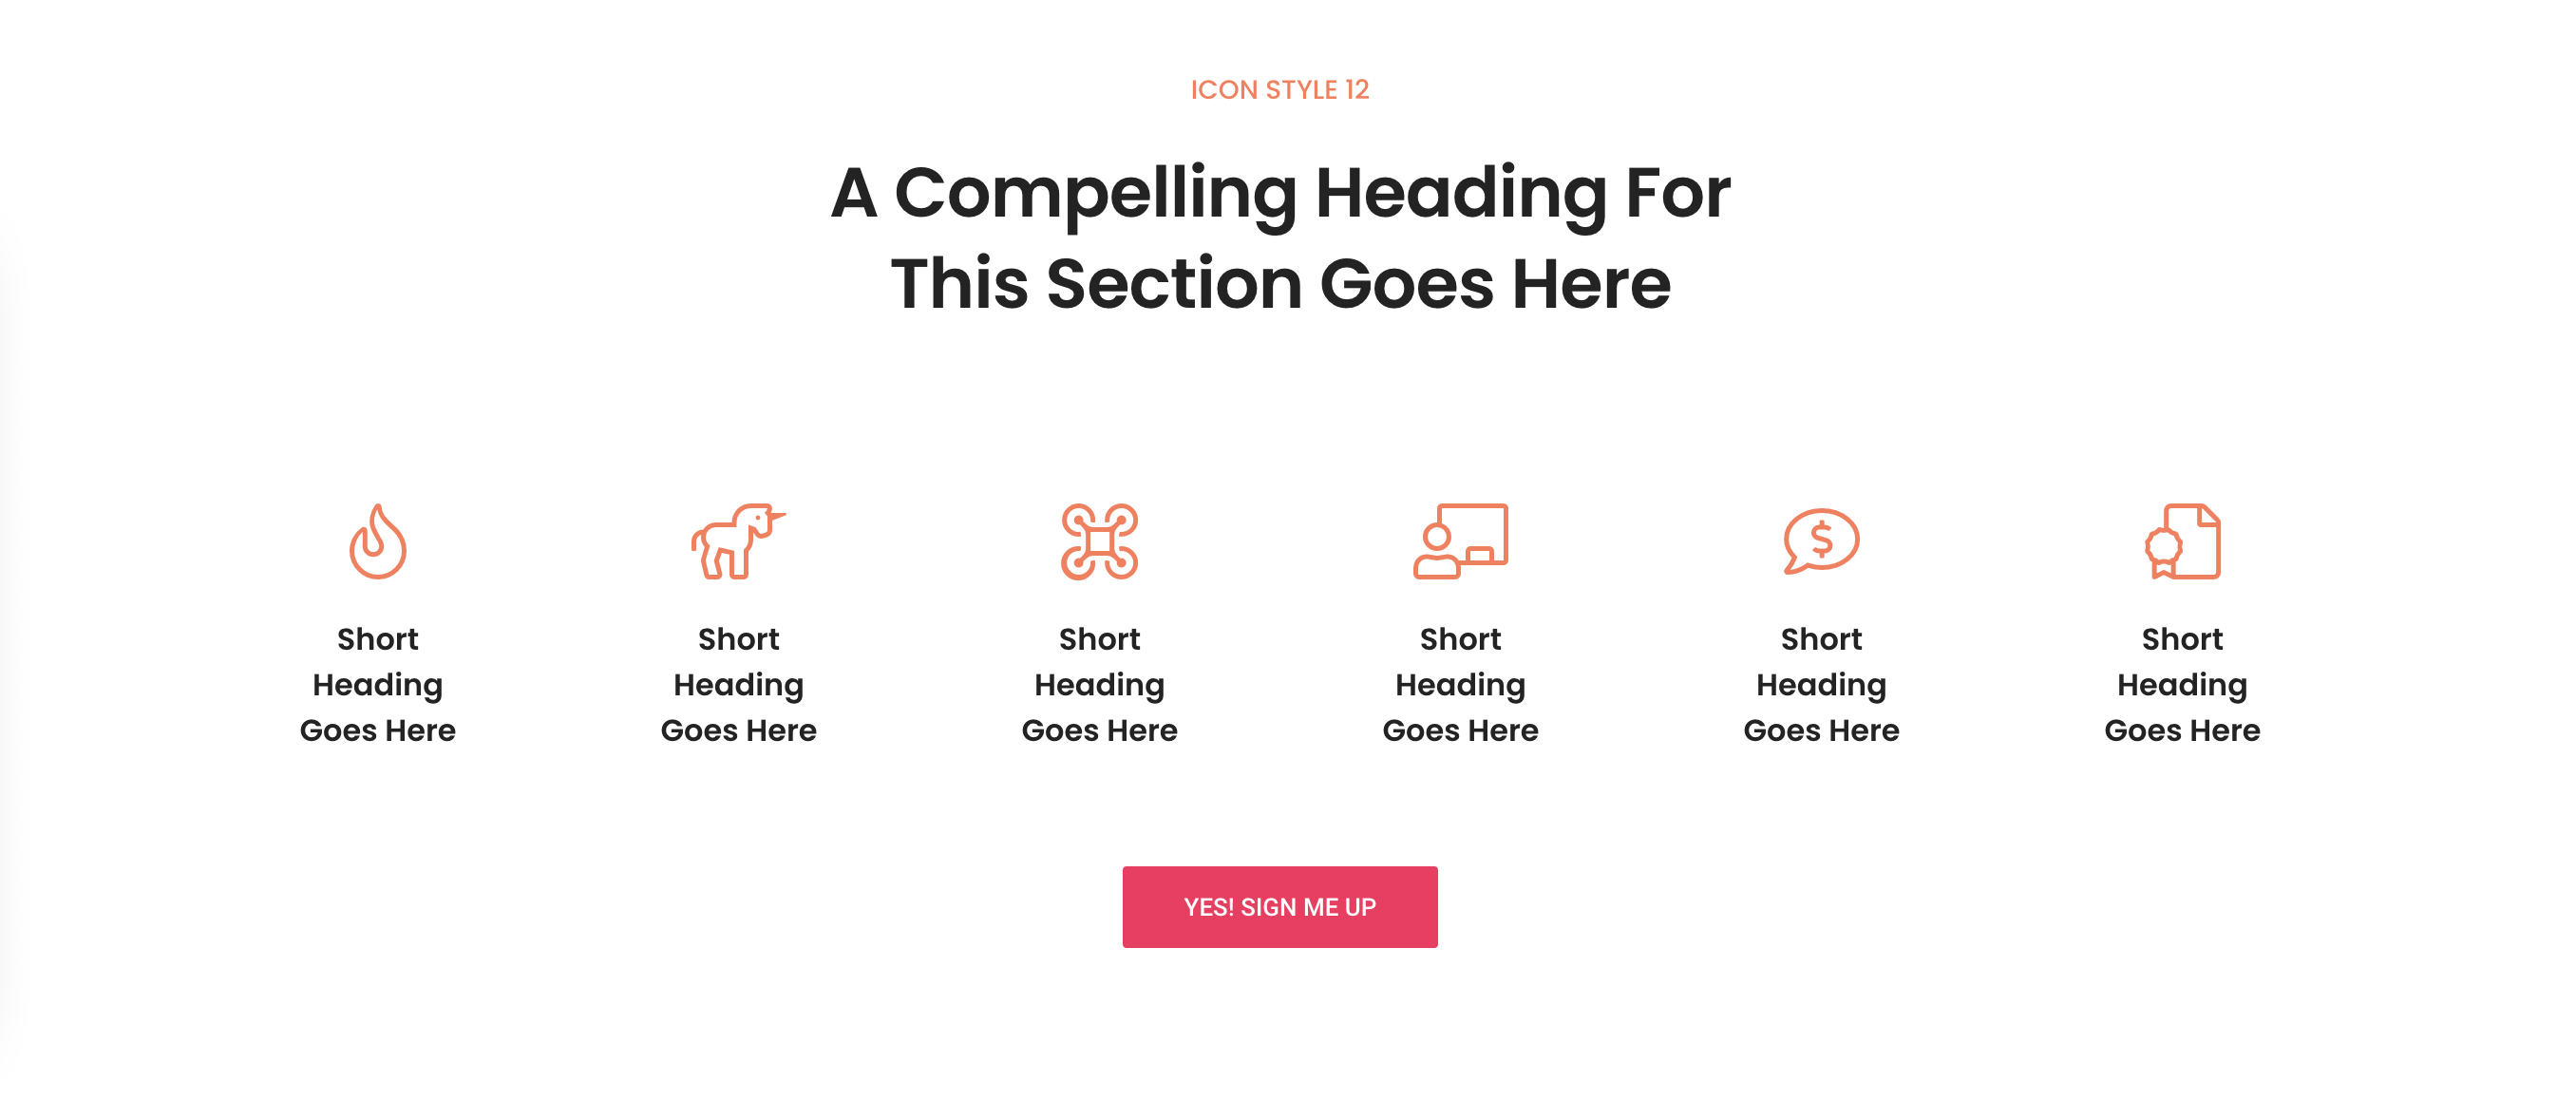 ICON STYLE 12
A Compelling Heading For
This Section Goes Here
Short
Heading
Goes Here
Short
Heading
Goes Here
Short
Heading
Goes Here
Short
Heading
Goes Here
Short
Heading
Goes Here
Short
Heading
Goes Here
YES! SIGN ME UP